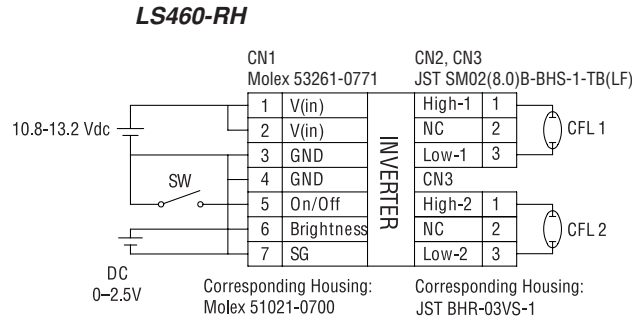 LS460-RH
CN1
Molex 53261-0771
CN2, CN3
JST SM02(8.0)B-BHS-1-TB(LF)
1 V(in)
2 V(in)
3 GND
4 GND
5 On/Off
6 Brightness
7 SG
INVERTER
High-1 1
NC 2
Low-1 3
CN3
High-2 1
NC 2
Low-2 3
CFL 1
CFL 2
10.8-13.2 Vdc
SW
DC
0–2.5V
Corresponding Housing:
Molex 51021-0700
Corresponding Housing:
JST BHR-03VS-1